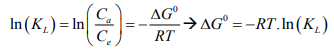 ln(K_L) = ln(C_a/C_e) = -ΔG^0/RT → ΔG^0 = -RT.ln(K_L)